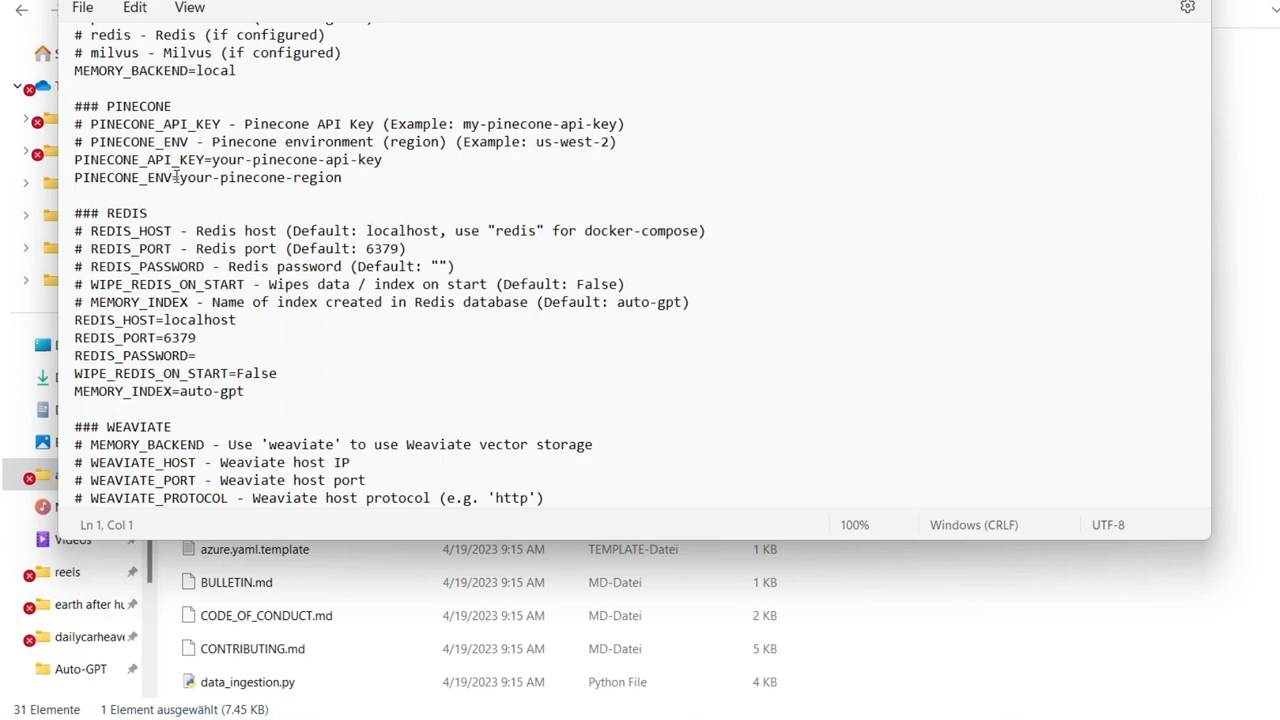 File Edit View
# redis - Redis (if configured)
# milvus - Milvus (if configured)
MEMORY_BACKEND=local
### PINECONE
# PINECONE_API_KEY - Pinecone API Key (Example: my-pinecone-api-key)
# PINECONE_ENV - Pinecone environment (region) (Example: us-west-2)
PINECONE_API_KEY=your-pinecone-api-key
PINECONE_ENV=your-pinecone-region
### REDIS
# REDIS_HOST - Redis host (Default: localhost, use "redis" for docker-compose)
# REDIS_PORT - Redis port (Default: 6379)
# REDIS_PASSWORD - Redis password (Default: "")
# WIPE_REDIS_ON_START - Wipes data / index on start (Default: False)
# MEMORY_INDEX - Name of index created in Redis database (Default: auto-gpt)
REDIS_HOST=localhost
REDIS_PORT=6379
REDIS_PASSWORD=
WIPE_REDIS_ON_START=False
MEMORY_INDEX=auto-gpt
### WEAVIATE
# MEMORY_BACKEND - Use 'weaviate' to use Weaviate vector storage
# WEAVIATE_HOST - Weaviate host IP
# WEAVIATE_PORT - Weaviate host port
# WEAVIATE_PROTOCOL - Weaviate host protocol (e.g. 'http')
Ln 1, Col 1 100% Windows (CRLF) UTF-8
Videos
azure.yaml.template 4/19/2023 9:15 AM TEMPLATE-Datei 1 KB
reels
BULLETIN.md 4/19/2023 9:15 AM MD-Datei 1 KB
earth after hu
CODE_OF_CONDUCT.md 4/19/2023 9:15 AM MD-Datei 2 KB
dailycarheave
CONTRIBUTING.md 4/19/2023 9:15 AM MD-Datei 5 KB
Auto-GPT
data_ingestion.py 4/19/2023 9:15 AM Python File 4 KB
31 Elemente 1 Element ausgewählt (7.45 KB)